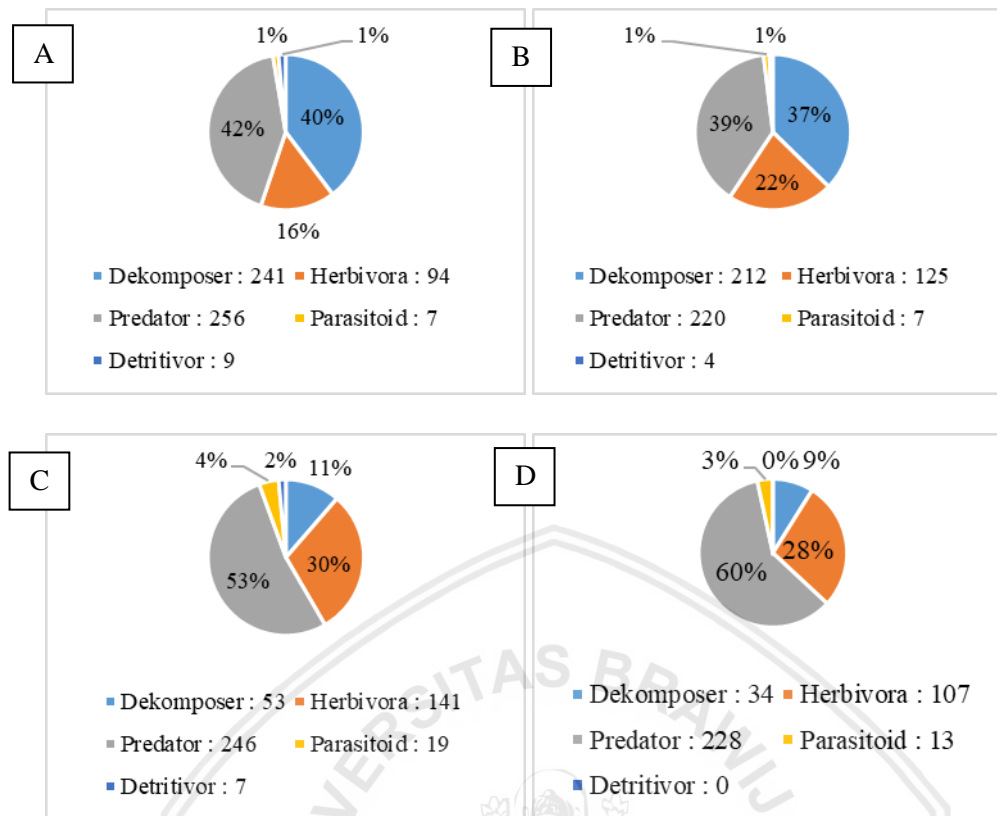 A
1% 1%
42% 40%
16%
Dekomposer : 241 Herbivora : 94
Predator : 256 Parasitoid : 7
Detritivor : 9
B
1% 1%
39% 37%
22%
Dekomposer : 212 Herbivora : 125
Predator : 220 Parasitoid : 7
Detritivor : 4
C
4% 2% 11%
53% 30%
Dekomposer : 53 Herbivora : 141
Predator : 246 Parasitoid : 19
Detritivor : 7
D
3% 0% 9%
60% 28%
Dekomposer : 34 Herbivora : 107
Predator : 228 Parasitoid : 13
Detritivor : 0
VERSITAS BRAWIJ